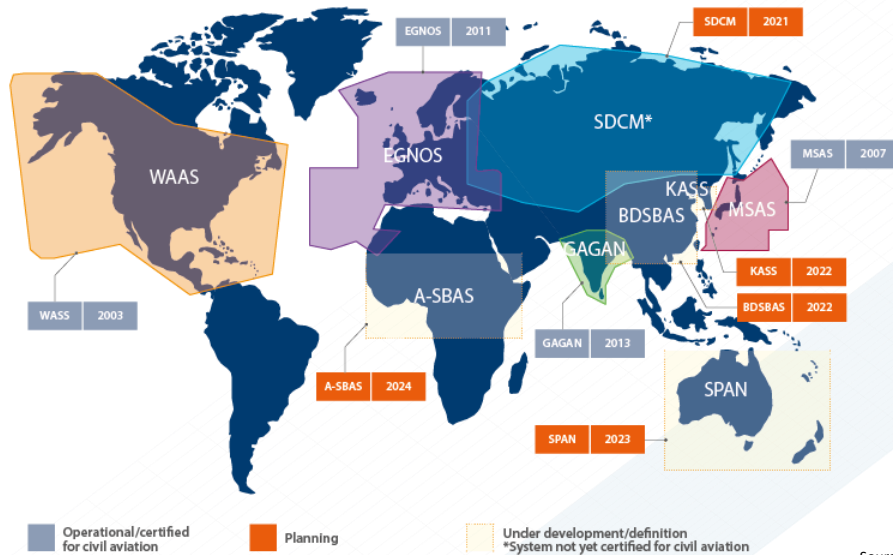 SDCM 2021
EGNOS 2011
SDCM*
MSAS 2007
WAAS
EGNOS
KASS
BDSBAS
MSAS
GAGAN
KASS 2022
A-SBAS
BDSBAS 2022
WASS 2003
GAGAN 2013
A-SBAS 2024
SPAN
SPAN 2023
Operational/certified
for civil aviation
Planning
Under development/definition
*System not yet certified for civil aviation